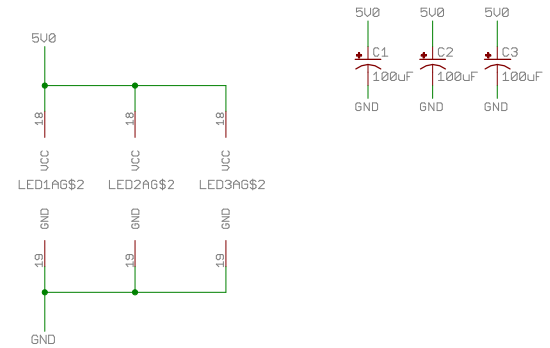 5V0 5V0 5V0
C1 C2 C3
100uF 100uF 100uF
GND GND GND
5V0
18 18 18
VCC VCC VCC
LED1AG$2 LED2AG$2 LED3AG$2
GND GND GND
19 19 19
GND